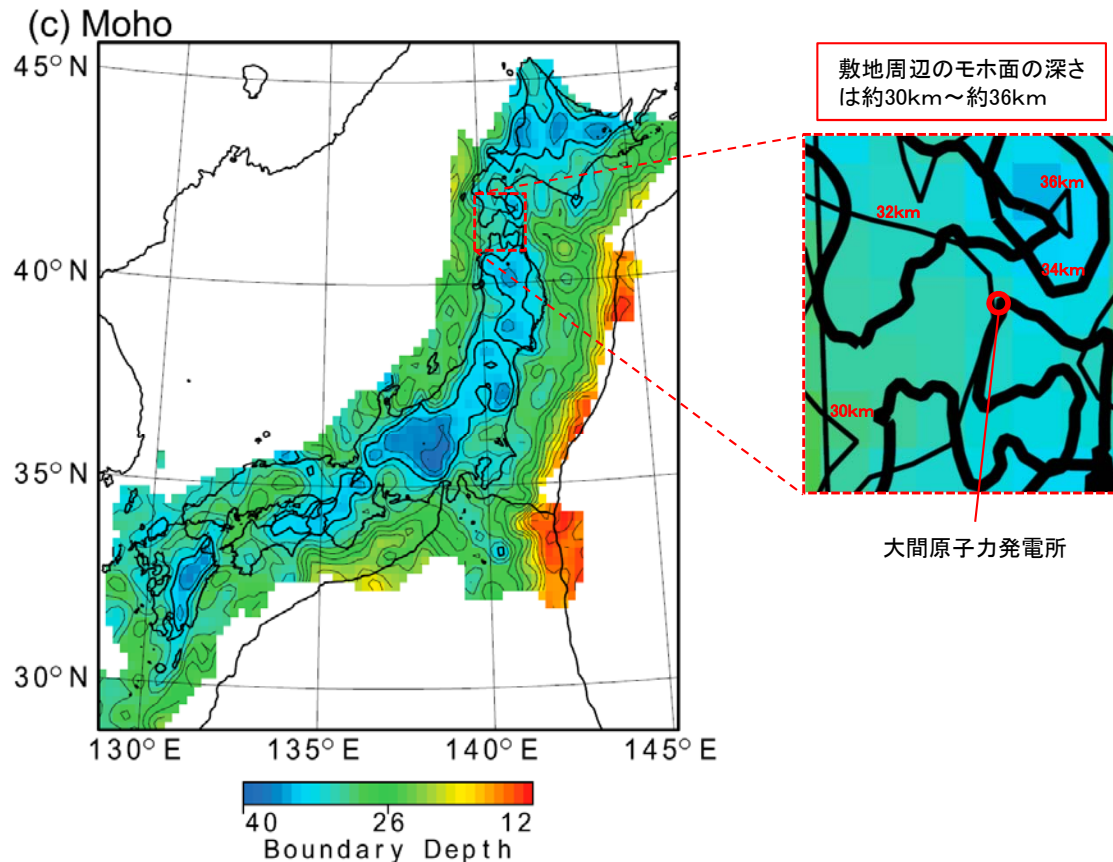 (c) Moho
45° N
40° N
35° N
30° N
130° E
135° E
140° E
145° E
40
26
12
Boundary Depth
敷地周辺のモホ面の深さ
は約30km~約36km
36km
32km
34km
30km
大間原子力発電所